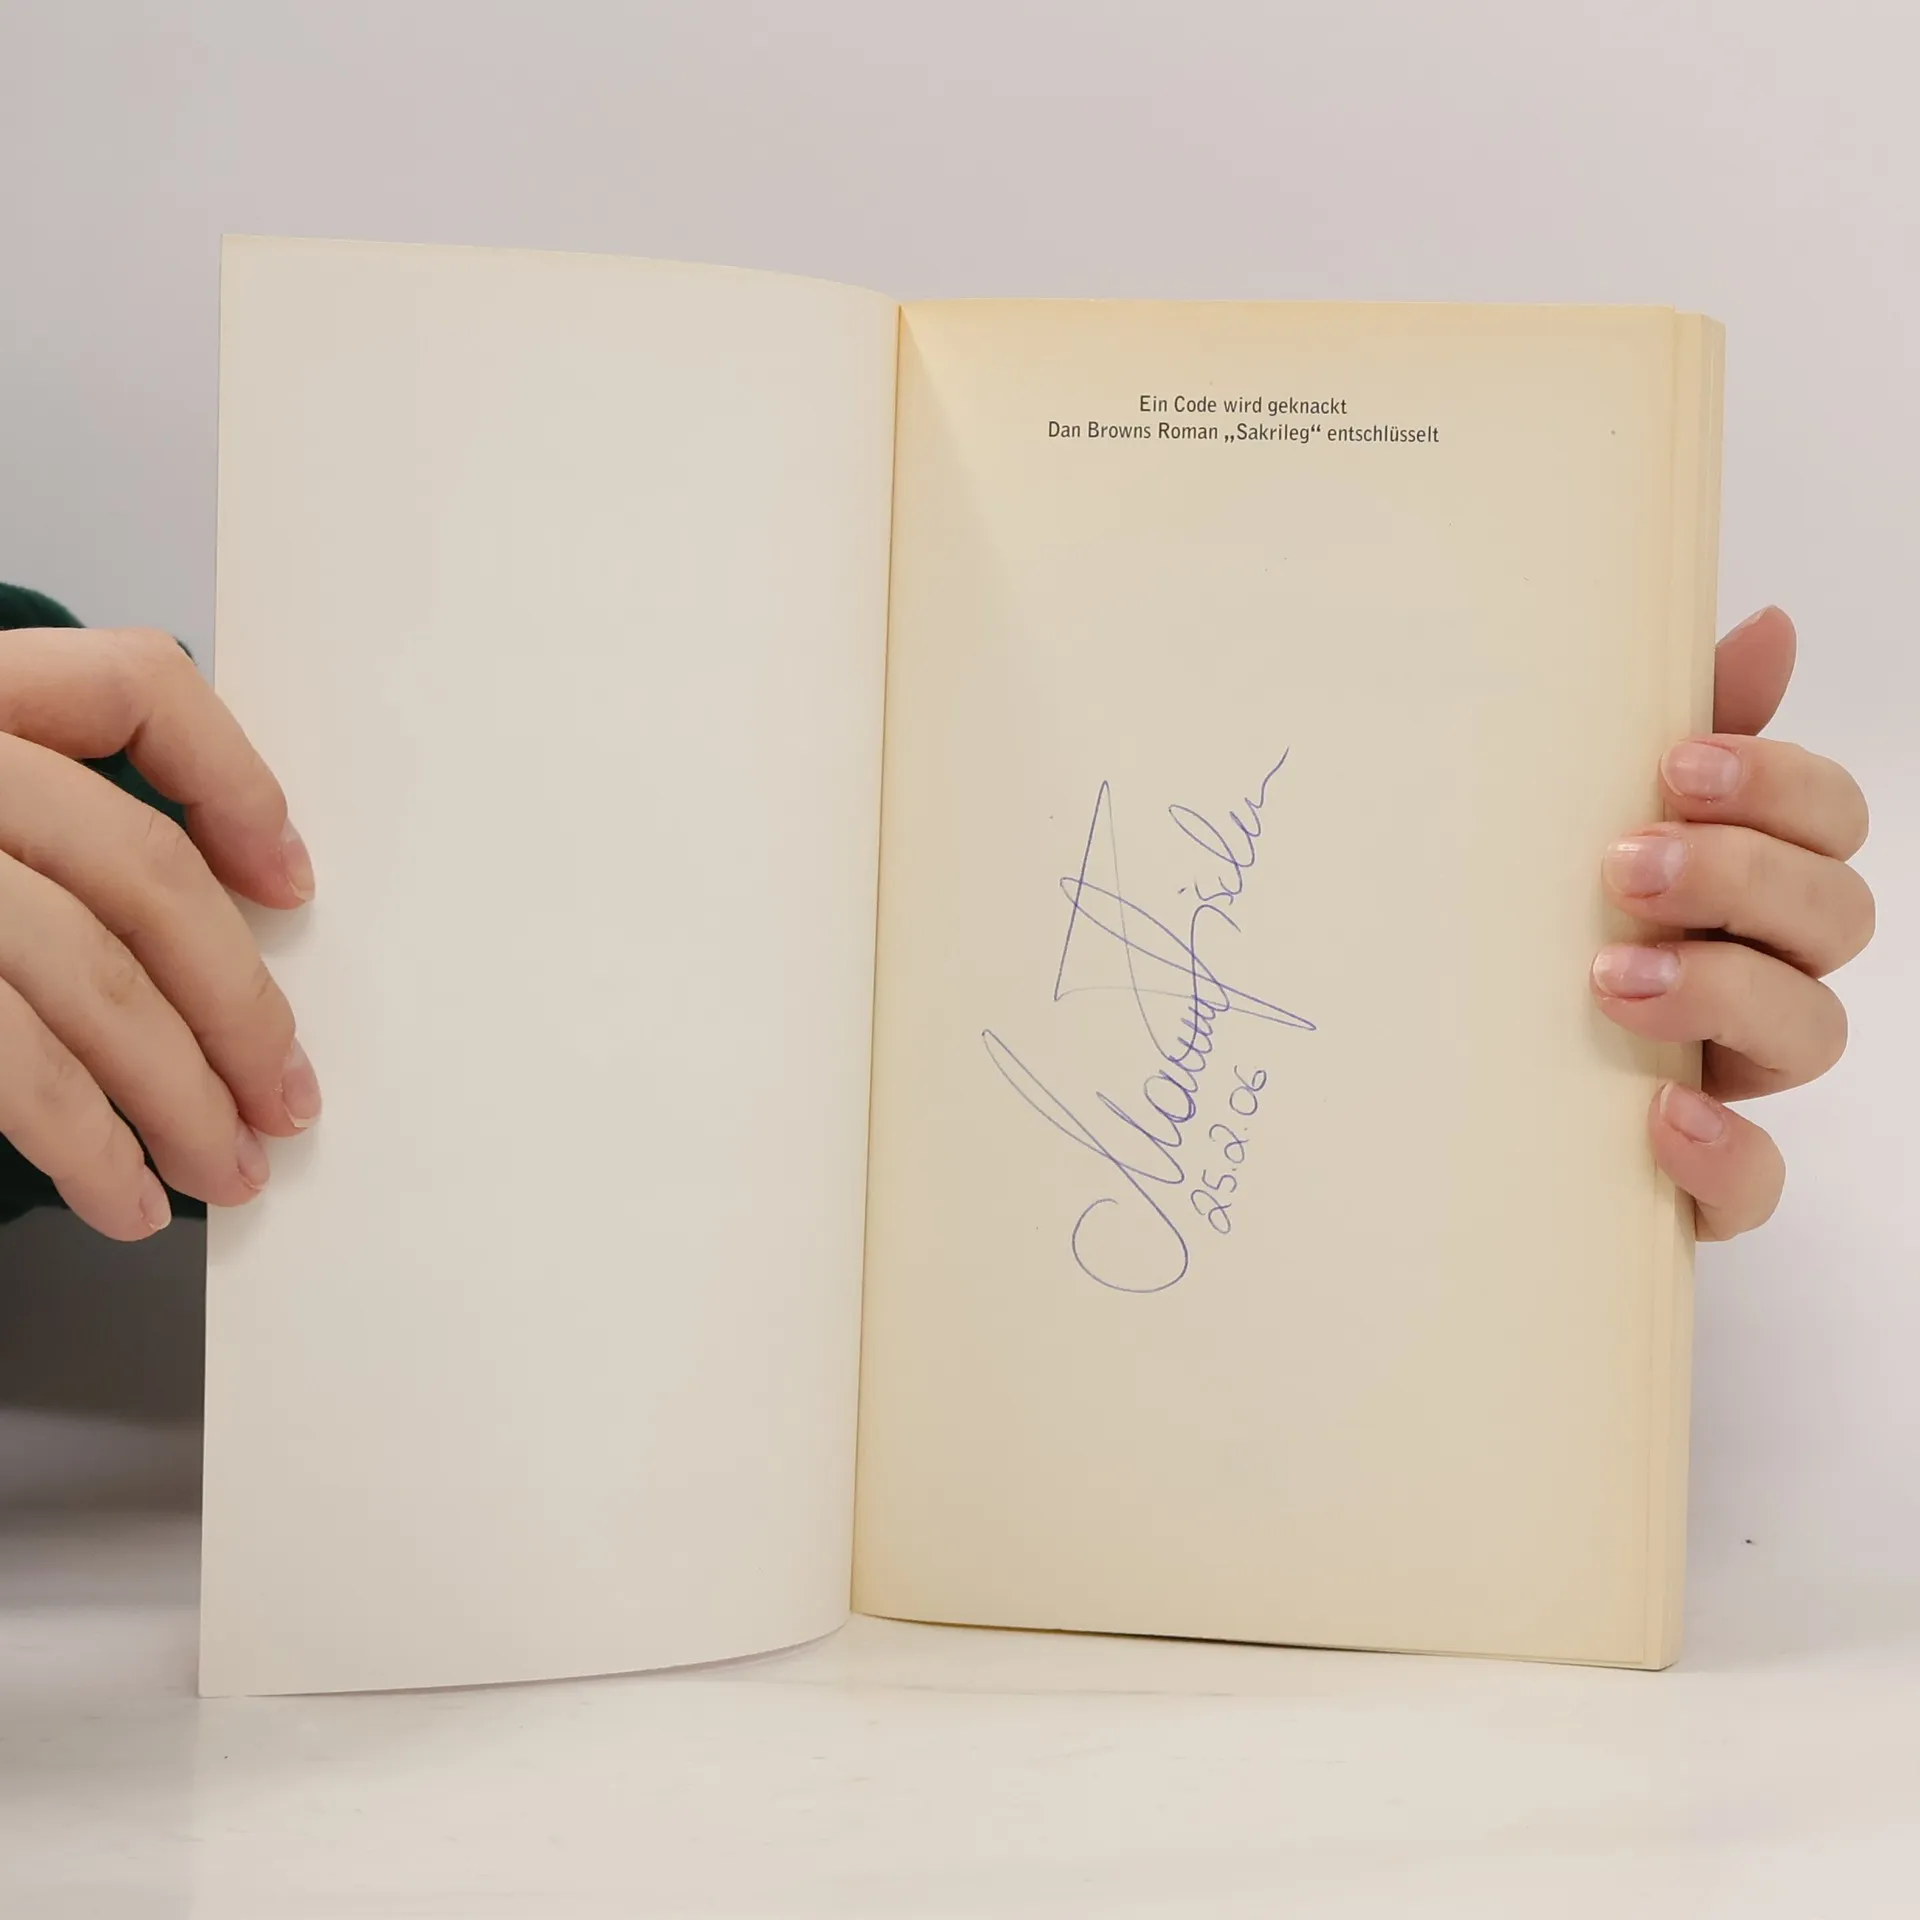 Ein Code wird geknackt
Dan Browns Roman „Sakrileg“ entschlüsselt
25.2.06